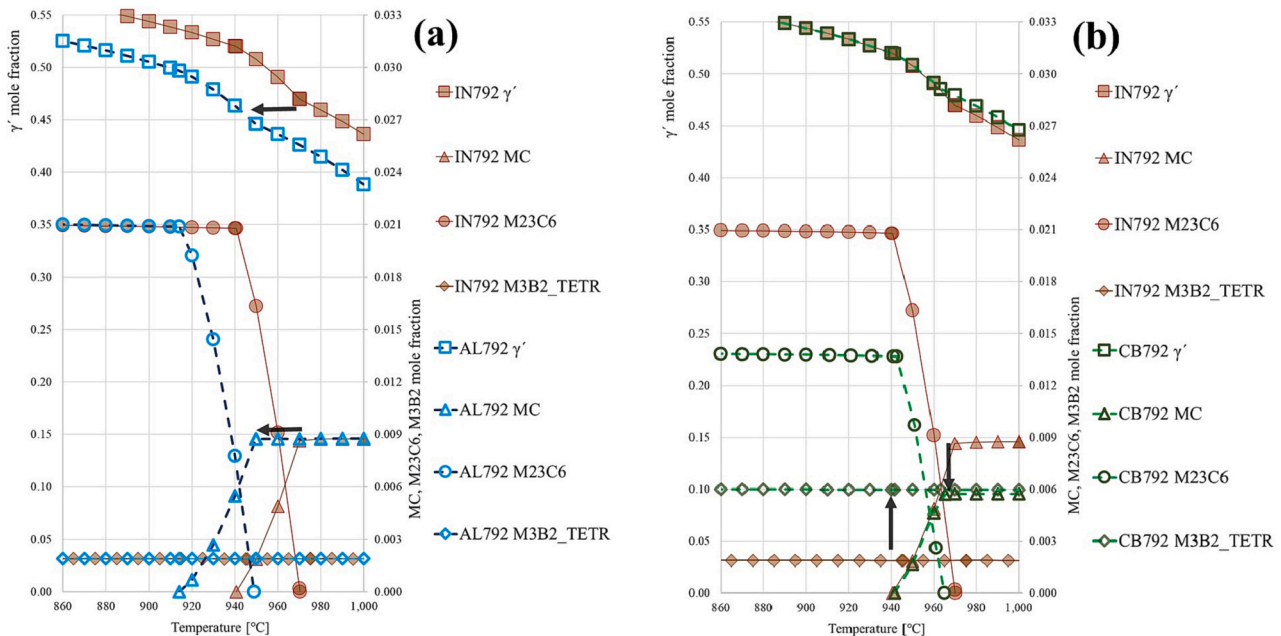 (a)
0.55
0.50
0.45
0.40
0.35
0.30
0.25
0.20
0.15
0.10
0.05
0.00
γ´ mole fraction
0.033
0.030
0.027
0.024
0.021
0.018
0.015
0.012
0.009
0.006
0.003
0.000
MC, M23C6, M3B2 mole fraction
860
880
900
920
940
960
980
1,000
Temperature [°C]
IN792 γ´
IN792 MC
IN792 M23C6
IN792 M3B2_TETR
AL792 γ´
AL792 MC
AL792 M23C6
AL792 M3B2_TETR
(b)
0.55
0.50
0.45
0.40
0.35
0.30
0.25
0.20
0.15
0.10
0.05
0.00
γ´ mole fraction
0.033
0.030
0.027
0.024
0.021
0.018
0.015
0.012
0.009
0.006
0.003
0.000
MC, M23C6, M3B2 mole fraction
860
880
900
920
940
960
980
1,000
Temperature [°C]
IN792 γ´
IN792 MC
IN792 M23C6
IN792 M3B2_TETR
CB792 γ´
CB792 MC
CB792 M23C6
CB792 M3B2_TETR